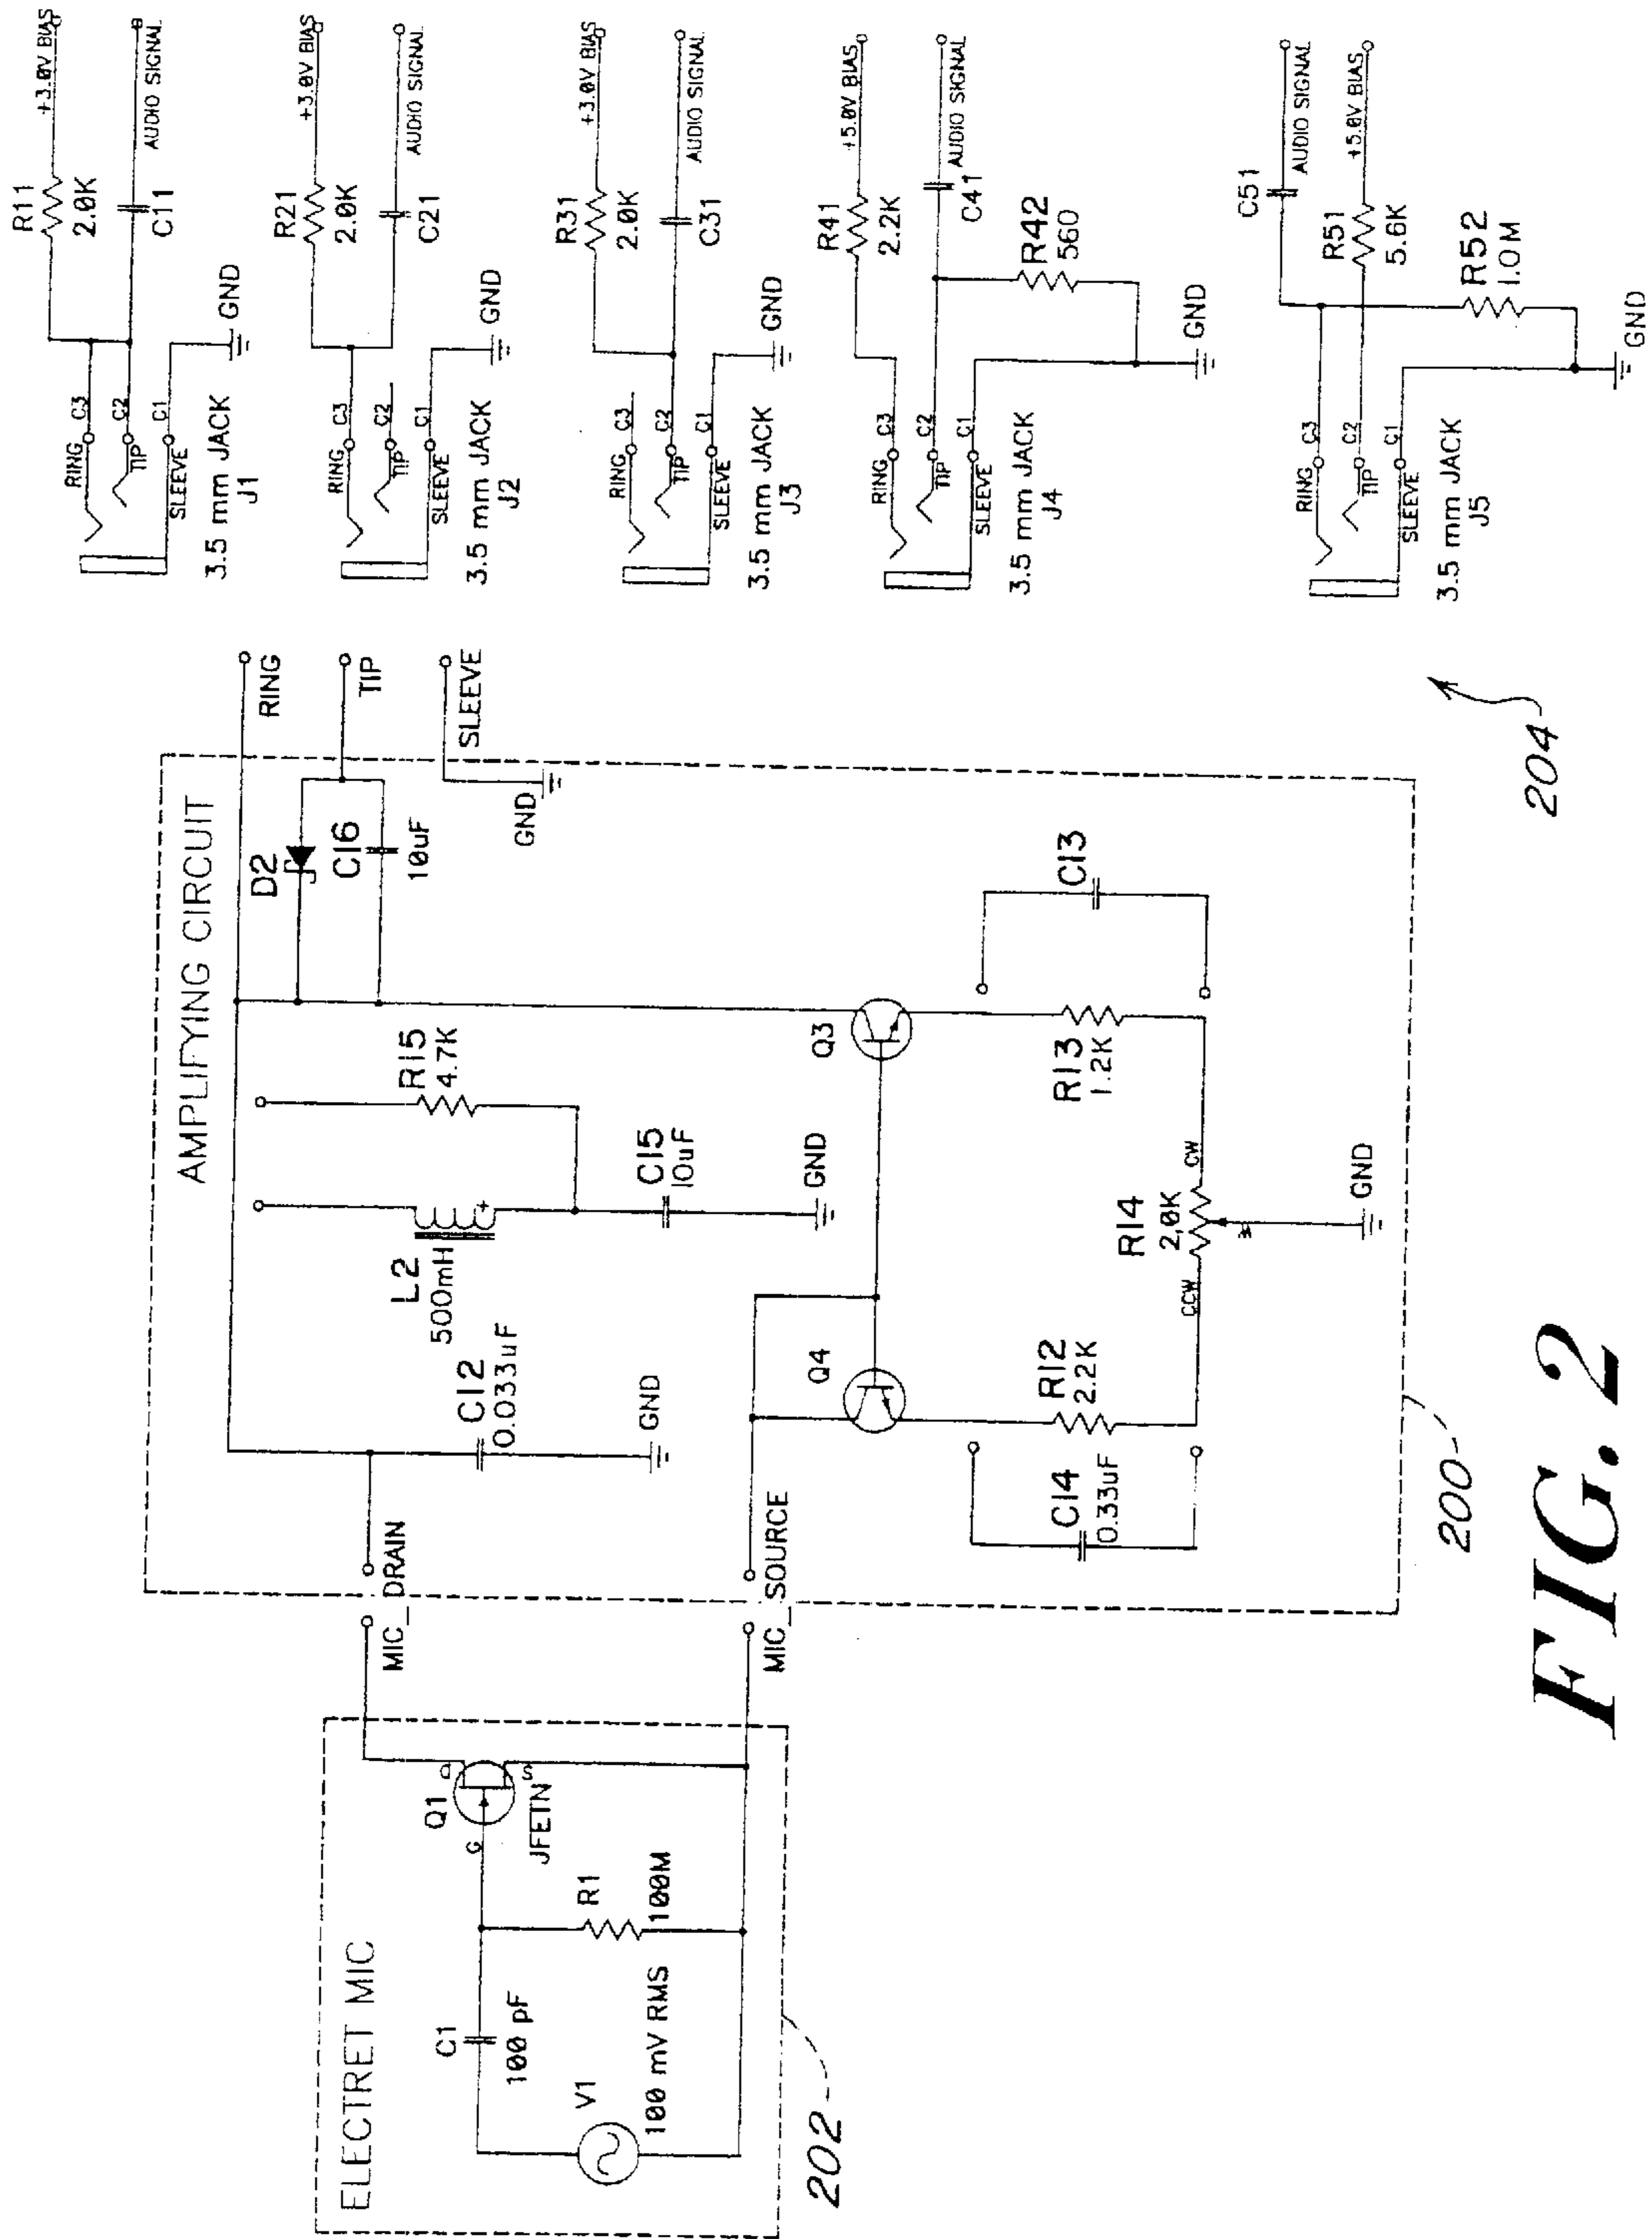 ELECTRET MIC
C1
100 pF
V1
100 mV RMS
R1
100M
Q1
G
D
S
JFETN
202
MIC_DRAIN
MIC_SOURCE
AMPLIFYING CIRCUIT
C12
0.033uF
GND
L2
500mH
+
R15
4.7K
C15
10uF
GND
D2
C16
10uF
GND
Q4
Q3
R12
2.2K
C14
0.33uF
R13
1.2K
C13
R14
2.0K
CCW
CW
W
GND
200
RING
TIP
SLEEVE
204
R11
2.0K
+3.0V BIAS
C11
AUDIO SIGNAL
RING
C3
TIP
C2
SLEEVE
C1
GND
3.5 mm JACK
J1
R21
2.0K
+3.0V BIAS
C21
AUDIO SIGNAL
RING
C3
TIP
C2
SLEEVE
C1
GND
3.5 mm JACK
J2
R31
2.0K
+3.0V BIAS
C31
AUDIO SIGNAL
RING
C3
TIP
C2
SLEEVE
C1
GND
3.5 mm JACK
J3
R41
2.2K
+5.0V BIAS
C41
AUDIO SIGNAL
R42
560
RING
C3
TIP
C2
SLEEVE
C1
GND
3.5 mm JACK
J4
C51
AUDIO SIGNAL
R51
5.6K
+5.0V BIAS
R52
1.0M
RING
C3
TIP
C2
SLEEVE
C1
GND
3.5 mm JACK
J5
FIG. 2